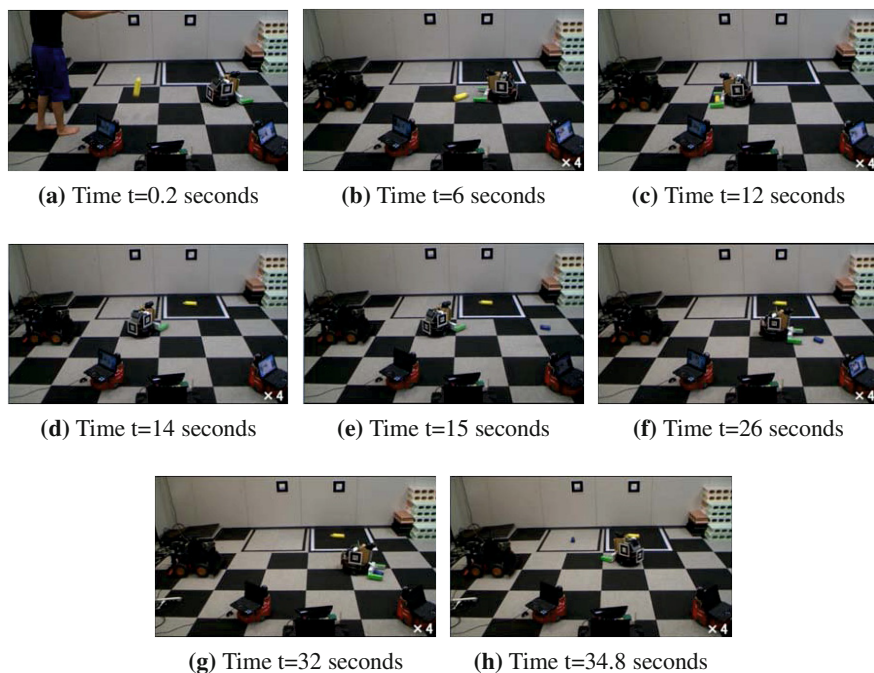 × 4
× 4
(a) Time t=0.2 seconds
(b) Time t=6 seconds
(c) Time t=12 seconds
× 4
× 4
× 4
(d) Time t=14 seconds
(e) Time t=15 seconds
(f) Time t=26 seconds
× 4
× 4
(g) Time t=32 seconds
(h) Time t=34.8 seconds